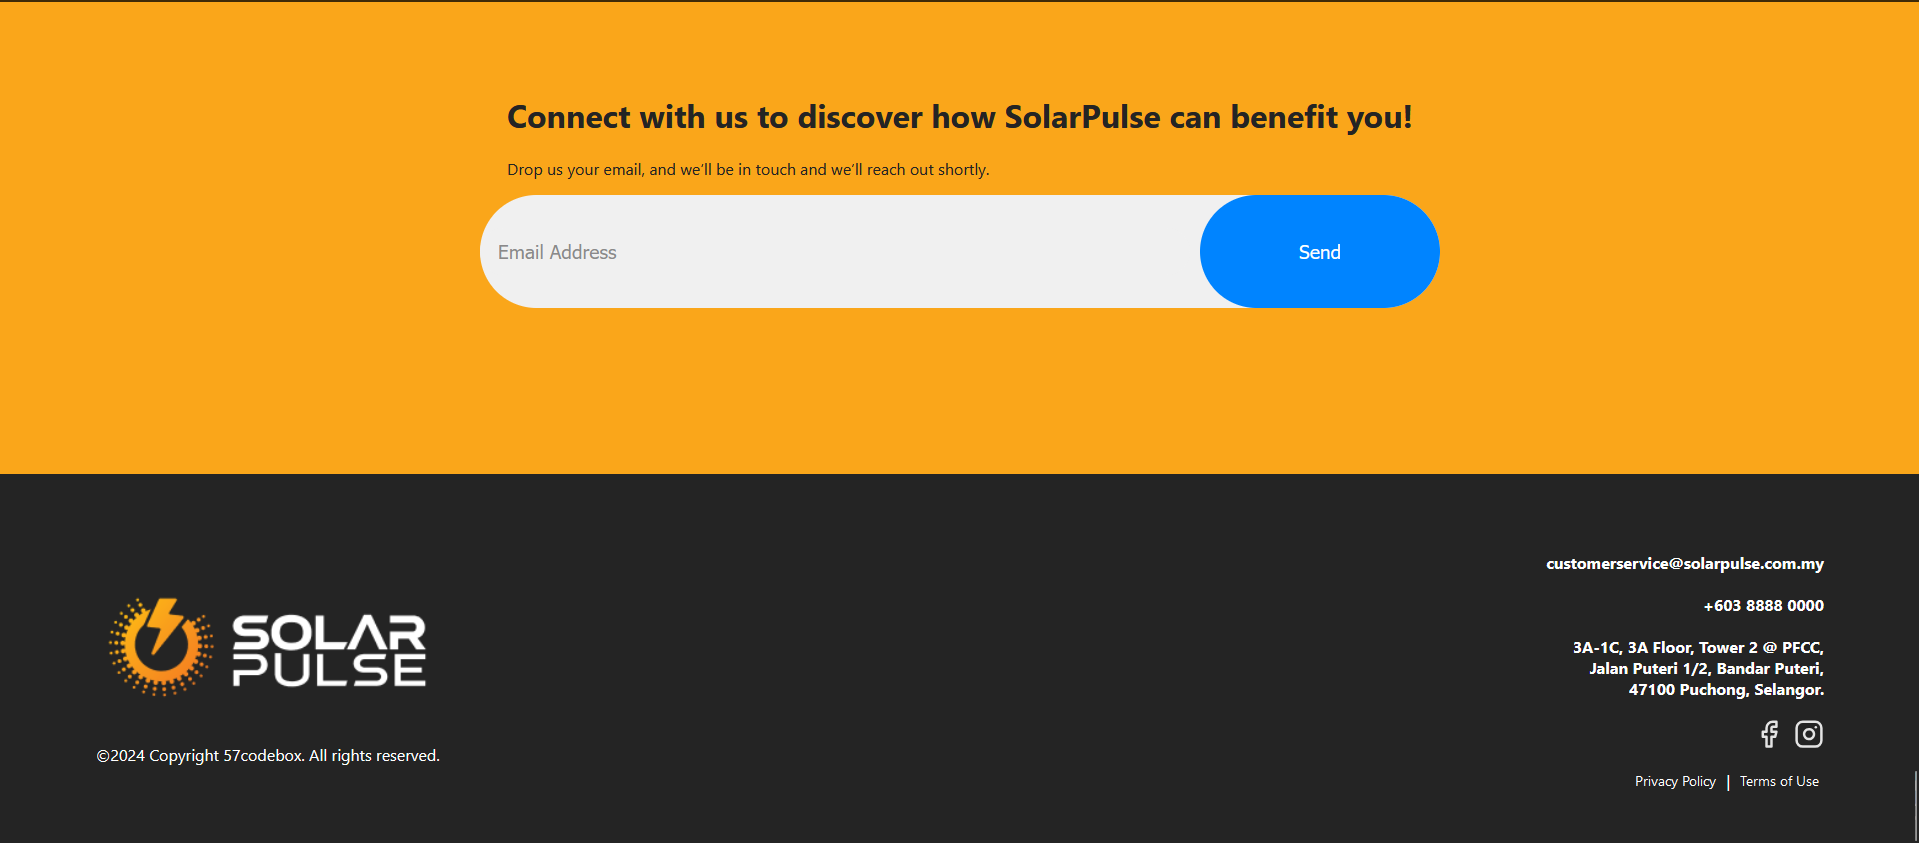 Connect with us to discover how SolarPulse can benefit you!
Drop us your email, and we’ll be in touch and we’ll reach out shortly.
Email Address
Send
SOLAR
PULSE
©2024 Copyright 57codebox. All rights reserved.
customerservice@solarpulse.com.my
+603 8888 0000
3A-1C, 3A Floor, Tower 2 @ PFCC,
Jalan Puteri 1/2, Bandar Puteri,
47100 Puchong, Selangor.
Privacy Policy | Terms of Use